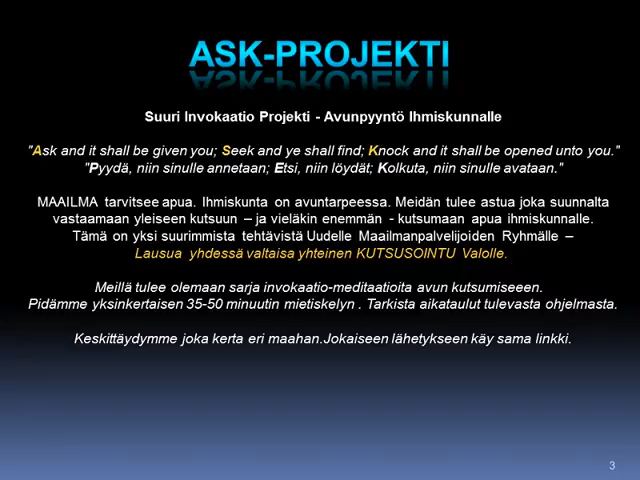 ASK-PROJEKTI
Suuri Invokaatio Projekti - Avunpyyntö Ihmiskunnalle
"Ask and it shall be given you; Seek and ye shall find; Knock and it shall be opened unto you."
"Pyydä, niin sinulle annetaan; Etsi, niin löydät; Kolkuta, niin sinulle avataan."
MAAILMA tarvitsee apua. Ihmiskunta on avuntarpeessa. Meidän tulee astua joka suunnalta
vastaamaan yleiseen kutsuun – ja vieläkin enemmän - kutsumaan apua ihmiskunnalle.
Tämä on yksi suurimmista tehtävistä Uudelle Maailmanpalvelijoiden Ryhmälle –
Lausua yhdessä valtaisa yhteinen KUTSUSOINTU Valolle.
Meillä tulee olemaan sarja invokaatio-meditaatioita avun kutsumiseeen.
Pidämme yksinkertaisen 35-50 minuutin mietiskelyn . Tarkista aikataulut tulevasta ohjelmasta.
Keskittäydymme joka kerta eri maahan.Jokaiseen lähetykseen käy sama linkki.
3